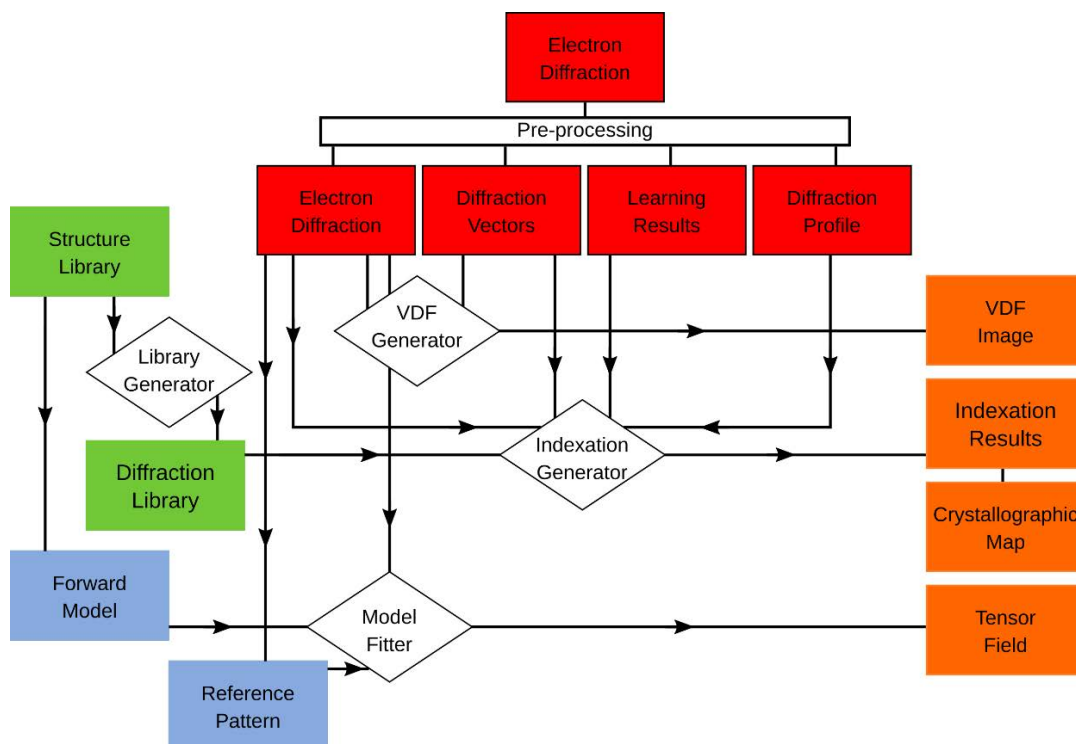 Electron
Diffraction
Pre-processing
Electron
Diffraction
Diffraction
Vectors
Learning
Results
Diffraction
Profile
Structure
Library
VDF
Generator
VDF
Image
Library
Generator
Indexation
Results
Indexation
Generator
Diffraction
Library
Crystallographic
Map
Forward
Model
Model
Fitter
Tensor
Field
Reference
Pattern